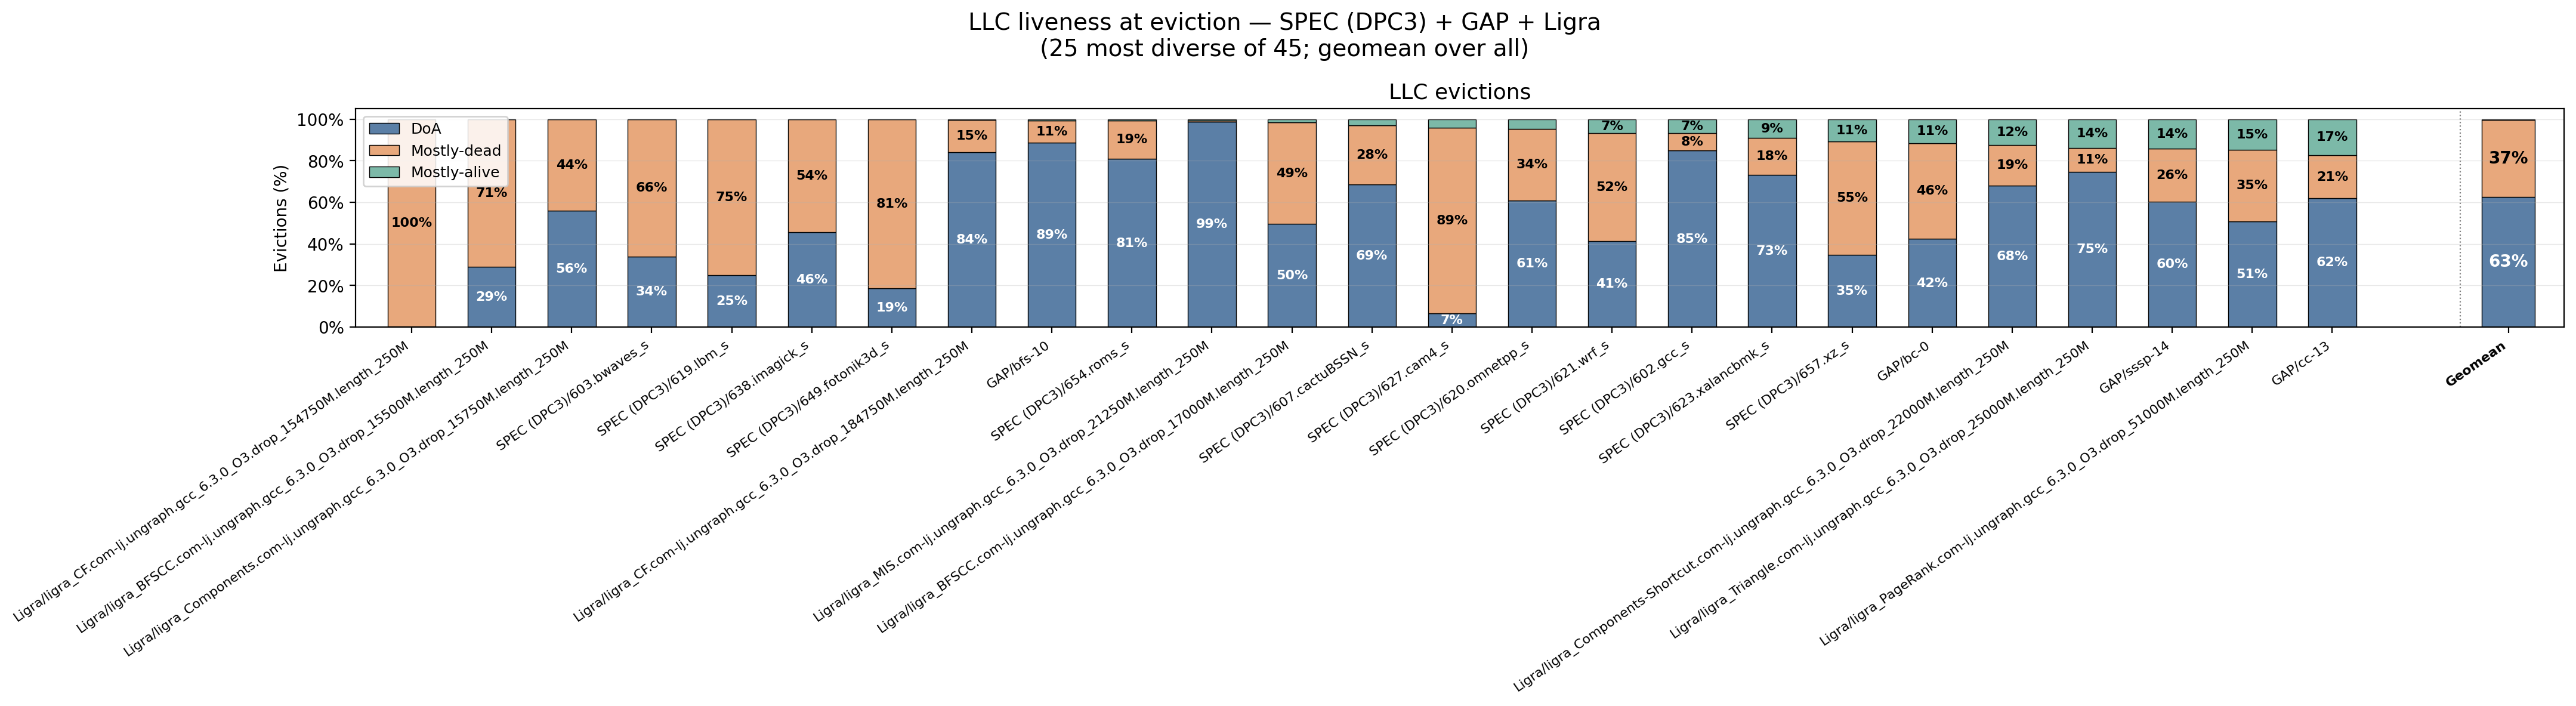 LLC liveness at eviction — SPEC (DPC3) + GAP + Ligra
(25 most diverse of 45; geomean over all)
LLC evictions
Evictions (%)
100%
80%
60%
40%
20%
0%
DoA
Mostly-dead
Mostly-alive
100%
71%
29%
44%
56%
66%
34%
75%
25%
54%
46%
81%
19%
15%
84%
11%
89%
19%
81%
99%
49%
50%
28%
69%
89%
7%
34%
61%
7%
52%
41%
7%
8%
85%
9%
18%
73%
11%
55%
35%
11%
46%
42%
12%
19%
68%
14%
11%
75%
14%
26%
60%
15%
35%
51%
17%
21%
62%
37%
63%
Ligra/ligra_CF.com-lj.ungraph.gcc_6.3.0_O3.drop_154750M.length_250M
Ligra/ligra_BFSCC.com-lj.ungraph.gcc_6.3.0_O3.drop_15500M.length_250M
Ligra/ligra_Components.com-lj.ungraph.gcc_6.3.0_O3.drop_15750M.length_250M
SPEC (DPC3)/603.bwaves_s
SPEC (DPC3)/619.lbm_s
SPEC (DPC3)/638.imagick_s
SPEC (DPC3)/649.fotonik3d_s
Ligra/ligra_CF.com-lj.ungraph.gcc_6.3.0_O3.drop_184750M.length_250M
GAP/bfs-10
SPEC (DPC3)/654.roms_s
Ligra/ligra_MIS.com-lj.ungraph.gcc_6.3.0_O3.drop_21250M.length_250M
Ligra/ligra_BFSCC.com-lj.ungraph.gcc_6.3.0_O3.drop_17000M.length_250M
SPEC (DPC3)/607.cactuBSSN_s
SPEC (DPC3)/627.cam4_s
SPEC (DPC3)/620.omnetpp_s
SPEC (DPC3)/621.wrf_s
SPEC (DPC3)/602.gcc_s
SPEC (DPC3)/623.xalancbmk_s
SPEC (DPC3)/657.xz_s
GAP/bc-0
Ligra/ligra_Components-Shortcut.com-lj.ungraph.gcc_6.3.0_O3.drop_22000M.length_250M
Ligra/ligra_Triangle.com-lj.ungraph.gcc_6.3.0_O3.drop_25000M.length_250M
GAP/sssp-14
Ligra/ligra_PageRank.com-lj.ungraph.gcc_6.3.0_O3.drop_51000M.length_250M
GAP/cc-13
Geomean